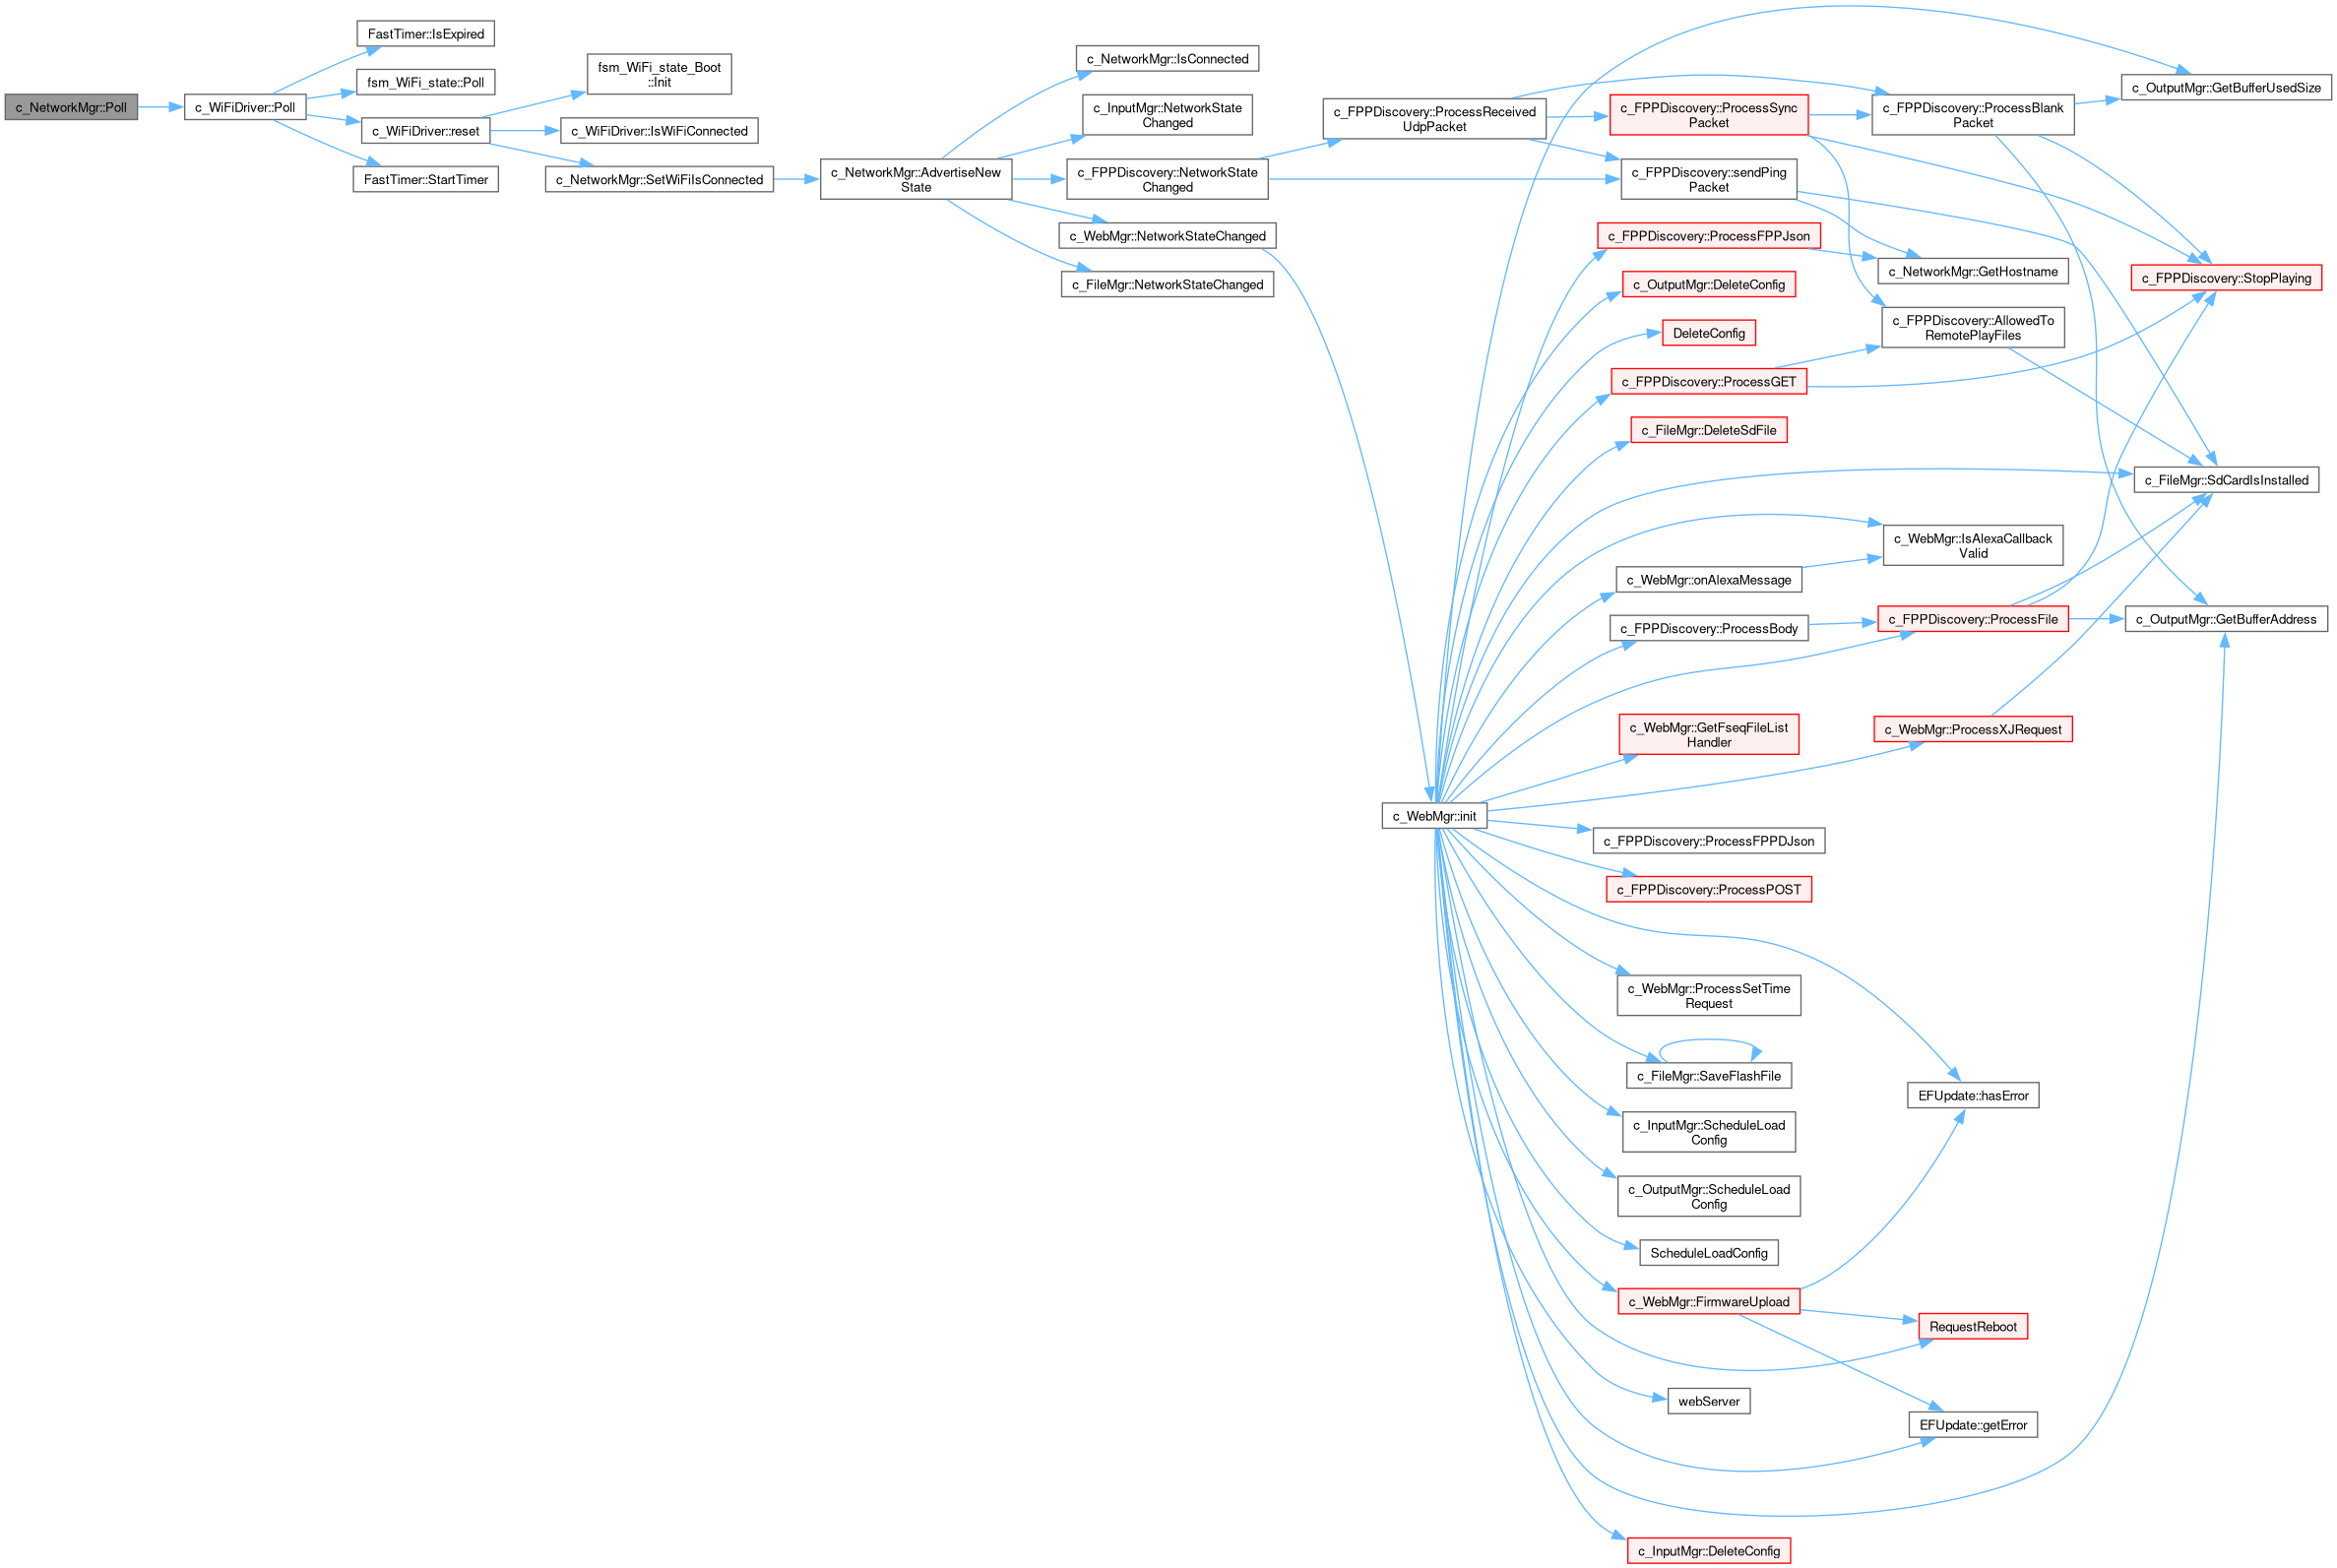 c_NetworkMgr::Poll
c_WiFiDriver::Poll
FastTimer::IsExpired
fsm_WiFi_state::Poll
c_WiFiDriver::reset
FastTimer::StartTimer
fsm_WiFi_state_Boot
::Init
c_WiFiDriver::IsWiFiConnected
c_NetworkMgr::SetWiFiIsConnected
c_NetworkMgr::AdvertiseNew
State
c_NetworkMgr::IsConnected
c_InputMgr::NetworkState
Changed
c_FPPDiscovery::NetworkState
Changed
c_WebMgr::NetworkStateChanged
c_FileMgr::NetworkStateChanged
c_FPPDiscovery::ProcessReceived
UdpPacket
c_WebMgr::init
c_FPPDiscovery::ProcessSync
Packet
c_FPPDiscovery::sendPing
Packet
c_FPPDiscovery::ProcessFPPJson
c_OutputMgr::DeleteConfig
DeleteConfig
c_FPPDiscovery::ProcessGET
c_FileMgr::DeleteSdFile
c_WebMgr::onAlexaMessage
c_FPPDiscovery::ProcessBody
c_WebMgr::GetFseqFileList
Handler
c_FPPDiscovery::ProcessFPPDJson
c_FPPDiscovery::ProcessPOST
c_WebMgr::ProcessSetTime
Request
c_FileMgr::SaveFlashFile
c_InputMgr::ScheduleLoad
Config
c_OutputMgr::ScheduleLoad
Config
ScheduleLoadConfig
c_WebMgr::FirmwareUpload
webServer
c_InputMgr::DeleteConfig
c_FPPDiscovery::ProcessBlank
Packet
c_NetworkMgr::GetHostname
c_FPPDiscovery::AllowedTo
RemotePlayFiles
c_WebMgr::IsAlexaCallback
Valid
c_FPPDiscovery::ProcessFile
c_WebMgr::ProcessXJRequest
EFUpdate::hasError
RequestReboot
EFUpdate::getError
c_OutputMgr::GetBufferUsedSize
c_FPPDiscovery::StopPlaying
c_FileMgr::SdCardIsInstalled
c_OutputMgr::GetBufferAddress